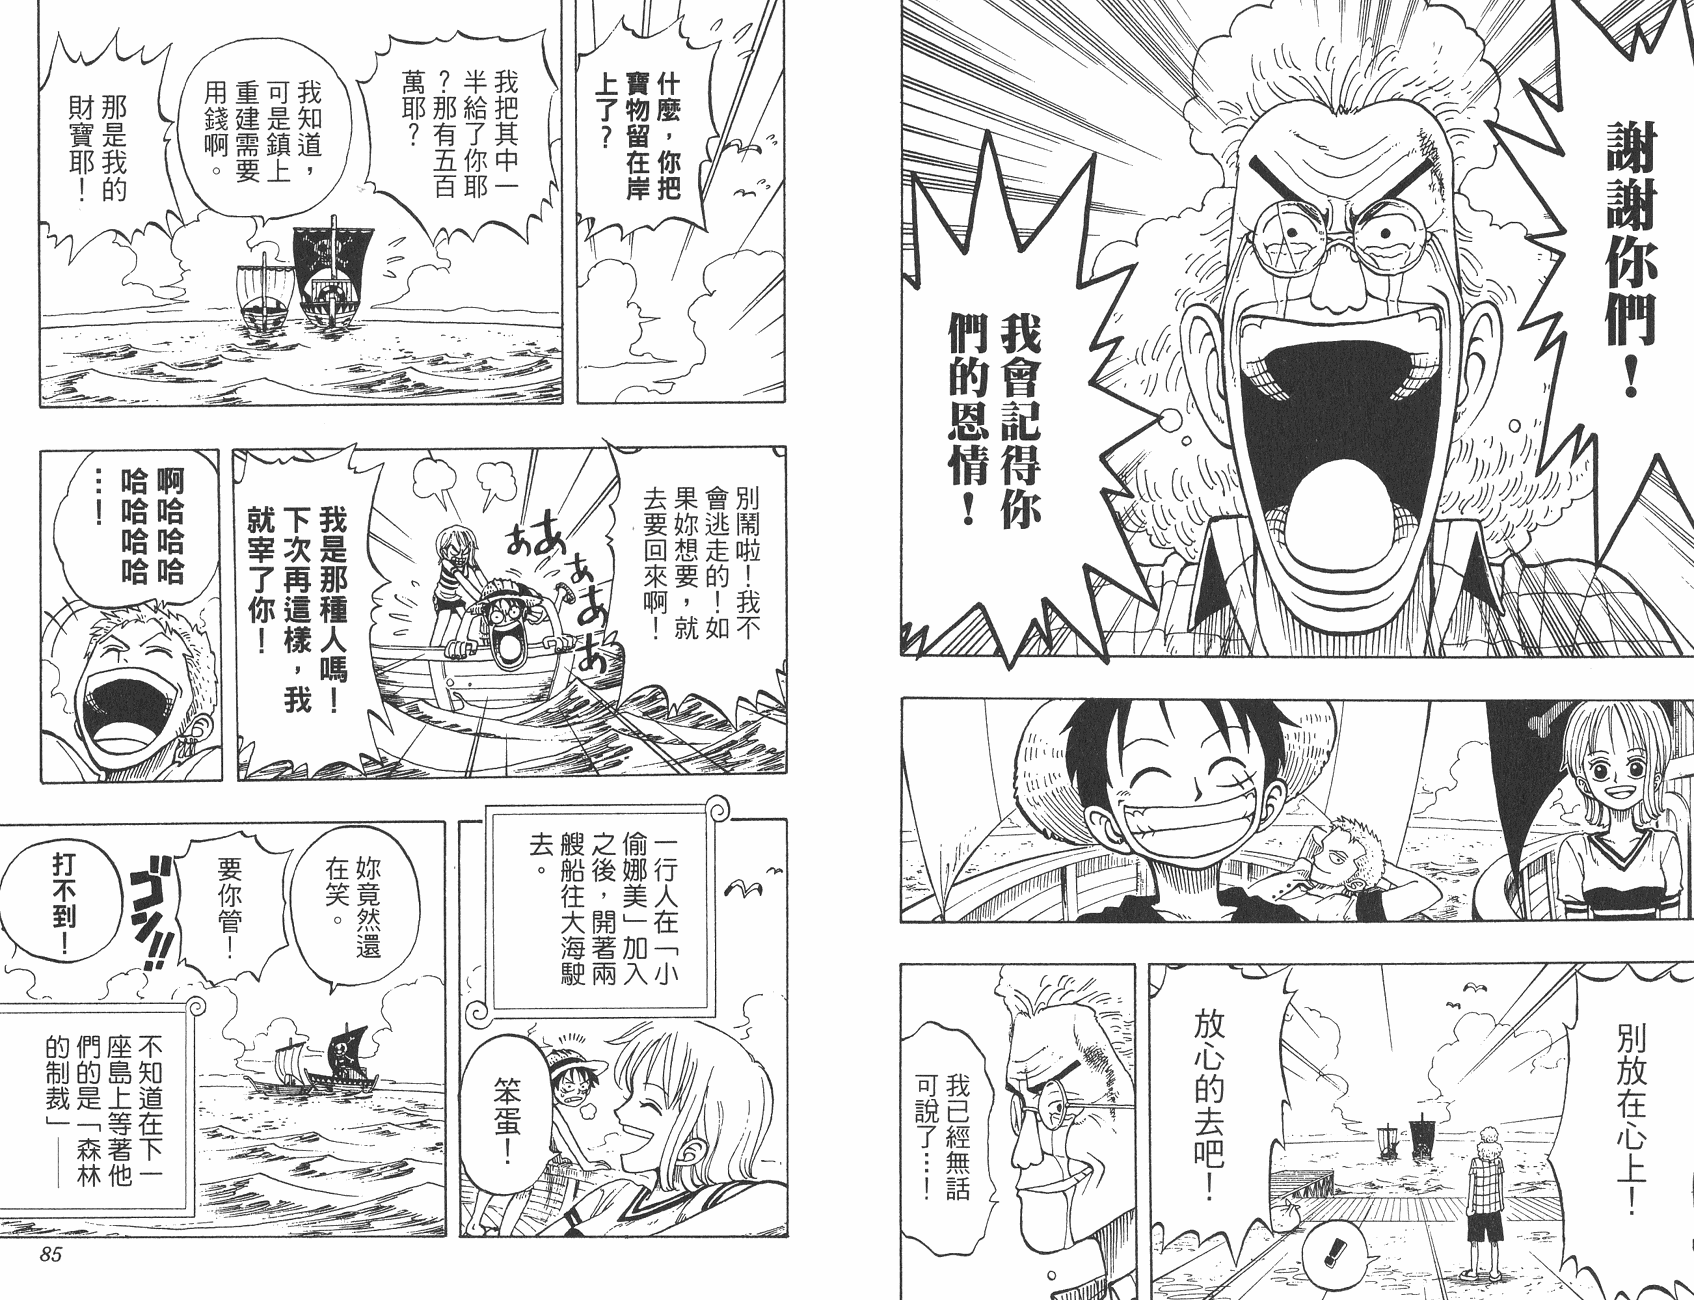 謝謝你們！
我會記得你
們的恩情！
別放在心上！
放心的去吧！
！
我已經無話
可說了…！
什麼，你把
寶物留在岸
上了？
我把其中一
半給了你耶
？那有五百
萬耶？
我知道，
可是鎮上
重建需要
用錢啊。
那是我的
財寶耶！
別鬧啦！我不
會逃走的！如
果妳想要，就
去要回來啊！
ああ
あああ
我是那種人嗎！
下次再這樣，我
就宰了你！
啊哈哈哈
哈哈哈哈
…！
一行人在「小
偷娜美」加入
之後，開著兩
艘船往大海駛
去。
笨蛋！
妳竟然還
在笑。
要你管！
ゴン!!
打不到！
不知道在下一
座島上等著他
們的是「森林
的制裁」——
85